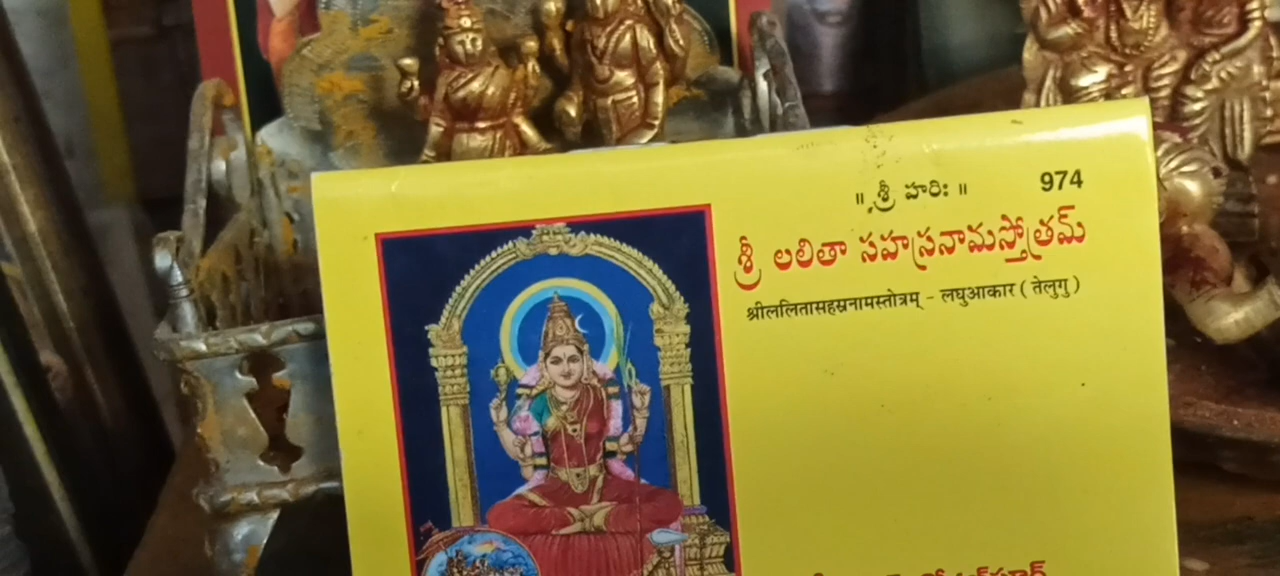 ॥ శ్రీ హరిః ॥
974
శ్రీ లలితా సహస్రనామస్తోత్రమ్
श्रीललितासहस्रनामस्तोत्रम् - लघुआकार ( तेलुगु )